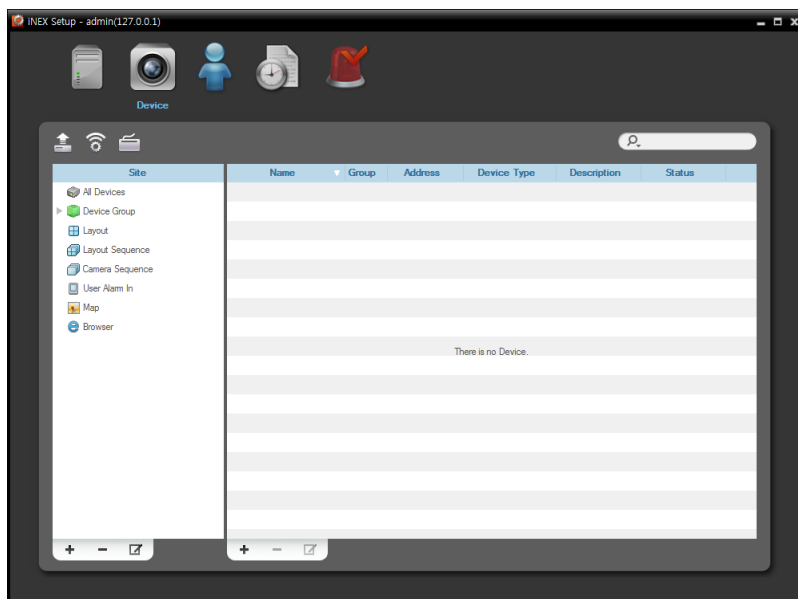 iNEX Setup - admin(127.0.0.1)
Device
Site
Name Group Address Device Type Description Status
All Devices
Device Group
Layout
Layout Sequence
Camera Sequence
User Alarm In
Map
Browser
There is no Device.